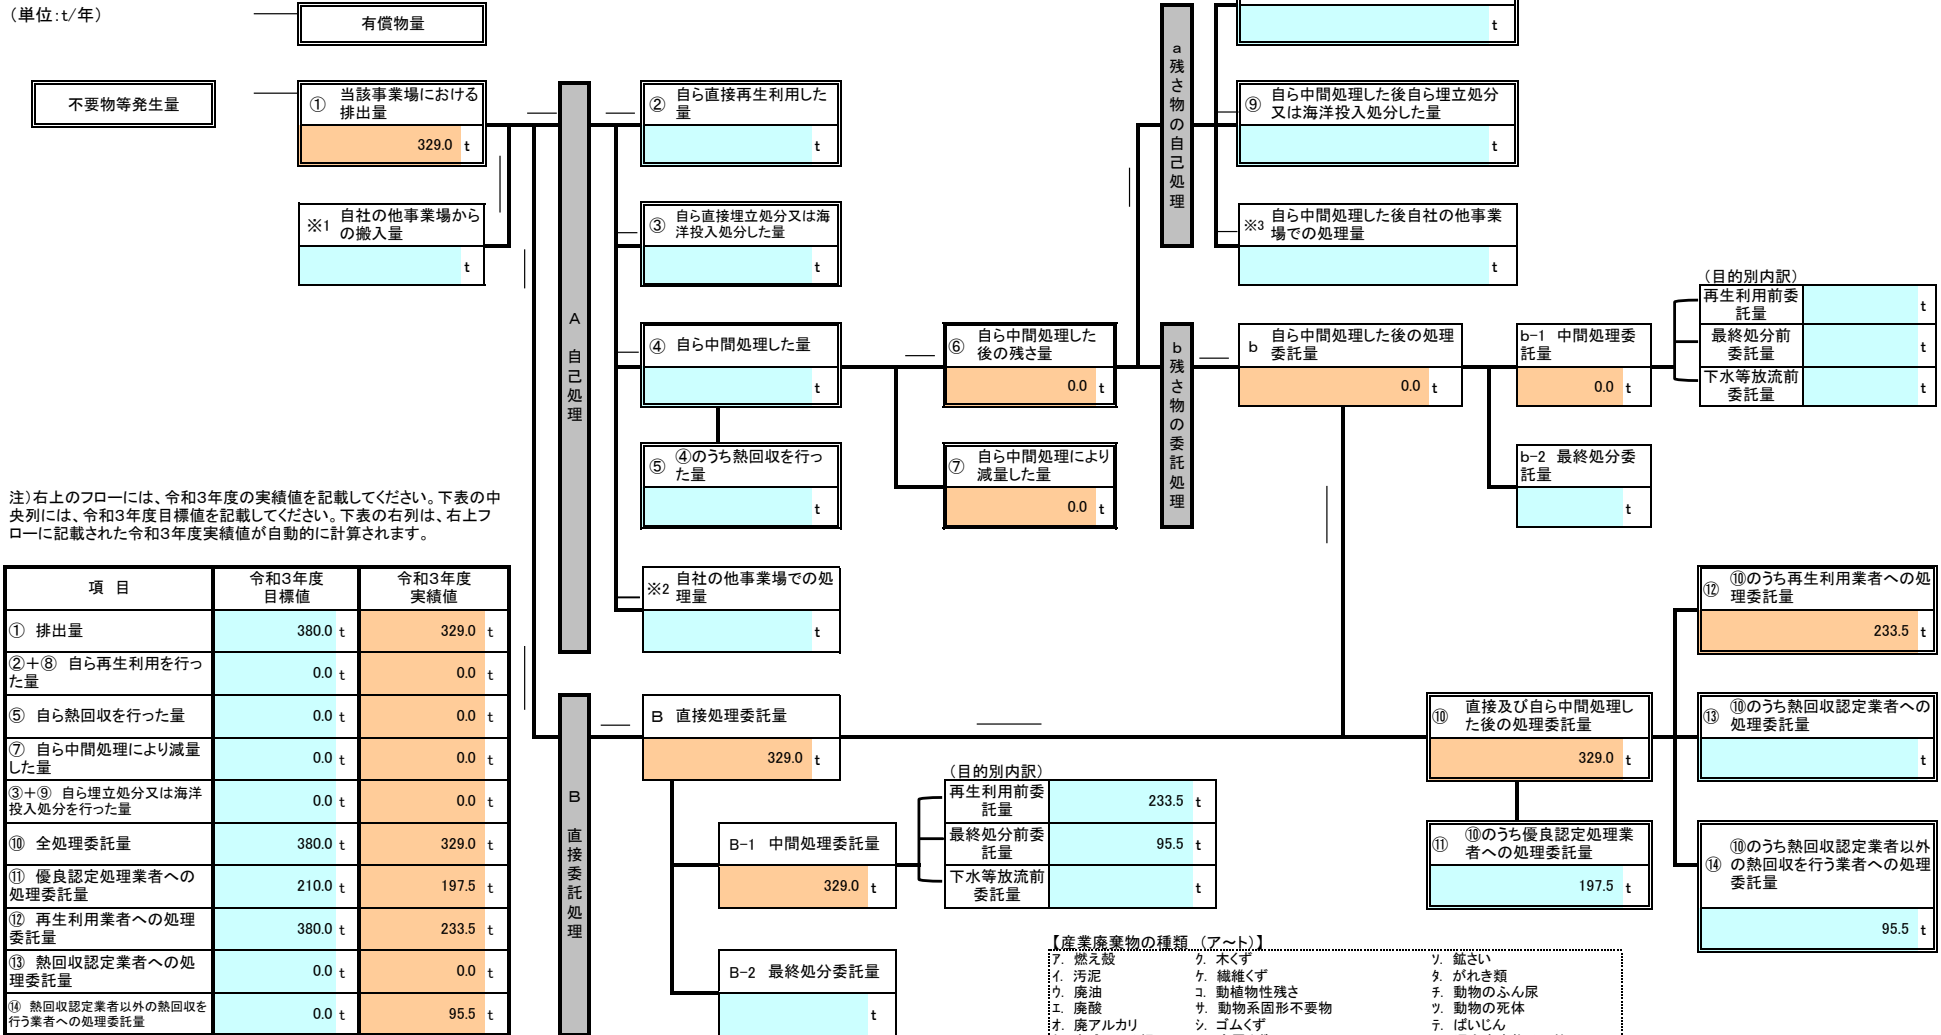 （単位:t/年）
有償物量
t
不要物等発生量
① 当該事業場における
排出量
329.0 t
※1 自社の他事業場から
の搬入量
t
A 自己処理
② 自ら直接再生利用した
量
t
③ 自ら直接埋立処分又は海
洋投入処分した量
t
④ 自ら中間処理した量
t
⑤ ④のうち熱回収を行っ
た量
t
※2 自社の他事業場での処
理量
t
⑥ 自ら中間処理した
後の残さ量
0.0 t
⑦ 自ら中間処理により
減量した量
0.0 t
a 残さ物の自己処理
⑨ 自ら中間処理した後自ら埋立処分
又は海洋投入処分した量
t
※3 自ら中間処理した後自社の他事業
場での処理量
t
b 残さ物の委託処理
b 自ら中間処理した後の処理
委託量
0.0 t
b-1 中間処理委
託量
0.0 t
b-2 最終処分委
託量
t
（目的別内訳）
再生利用前委
託量
t
最終処分前
委託量
t
下水等放流前
委託量
t
注）右上のフローには、令和3年度の実績値を記載してください。下表の中
央列には、令和3年度目標値を記載してください。下表の右列は、右上フ
ローに記載された令和3年度実績値が自動的に計算されます。
項 目
令和3年度
目標値
令和3年度
実績値
① 排出量 380.0 t 329.0 t
②+⑧ 自ら再生利用を行っ
た量 0.0 t 0.0 t
⑤ 自ら熱回収を行った量 0.0 t 0.0 t
⑦ 自ら中間処理により減量
した量 0.0 t 0.0 t
③+⑨ 自ら埋立処分又は海洋
投入処分を行った量 0.0 t 0.0 t
⑩ 全処理委託量 380.0 t 329.0 t
⑪ 優良認定処理業者への
処理委託量 210.0 t 197.5 t
⑫ 再生利用業者への処理
委託量 380.0 t 233.5 t
⑬ 熱回収認定業者への処
理委託量 0.0 t 0.0 t
⑭ 熱回収認定業者以外の熱回収を
行う業者への処理委託量 0.0 t 95.5 t
B 直接委託処理
B 直接処理委託量
329.0 t
B-1 中間処理委託量
329.0 t
B-2 最終処分委託量
t
（目的別内訳）
再生利用前委
託量
233.5 t
最終処分前委
託量
95.5 t
下水等放流前
委託量
t
⑩ 直接及び自ら中間処理し
た後の処理委託量
329.0 t
⑪ ⑩のうち優良認定処理業
者への処理委託量
197.5 t
⑫ ⑩のうち再生利用業者への処
理委託量
233.5 t
⑬ ⑩のうち熱回収認定業者への
処理委託量
t
⑭ ⑩のうち熱回収認定業者以外
の熱回収を行う業者への処理
委託量
95.5 t
【産業廃棄物の種類 （ア～ト）】
ア. 燃え殻 ク. 木くず ソ. 鉱さい
イ. 汚泥 ケ. 繊維くず タ. がれき類
ウ. 廃油 コ. 動植物性残さ チ. 動物のふん尿
エ. 廃酸 サ. 動物系固形不要物 ツ. 動物の死体
オ. 廃アルカリ シ. ゴムくず テ. ばいじん